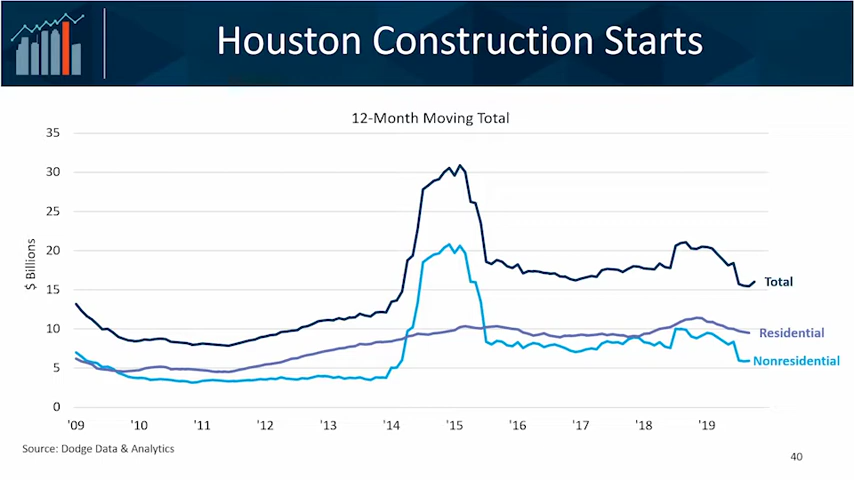 Houston Construction Starts
12-Month Moving Total
35
30
25
20
15
10
5
0
$ Billions
Total
Residential
Nonresidential
'09 '10 '11 '12 '13 '14 '15 '16 '17 '18 '19
Source: Dodge Data & Analytics
40